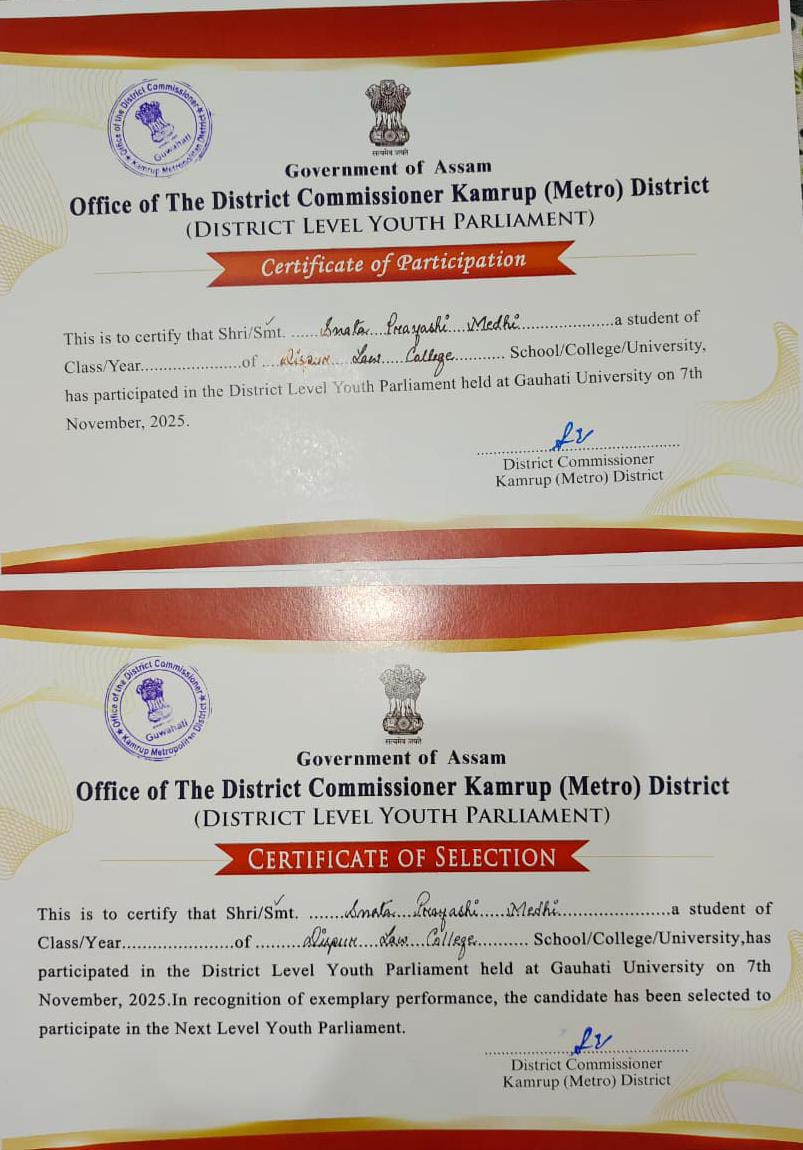 Office of the District Commissioner
Guwahati
Kamrup Metropolitan District
सत्यमेव जयते
Government of Assam
Office of The District Commissioner Kamrup (Metro) District
(DISTRICT LEVEL YOUTH PARLIAMENT)
Certificate of Participation
This is to certify that Shri/Smt. ......Snata...Prayashi...Medhi....................a student of
Class/Year......................of ....Dispur....Law...College........... School/College/University,
has participated in the District Level Youth Parliament held at Gauhati University on 7th
November, 2025.
District Commissioner
Kamrup (Metro) District
Office of the District Commissioner
Guwahati
Kamrup Metropolitan District
सत्यमेव जयते
Government of Assam
Office of The District Commissioner Kamrup (Metro) District
(DISTRICT LEVEL YOUTH PARLIAMENT)
CERTIFICATE OF SELECTION
This is to certify that Shri/Smt. .......Snata...Prayashi....Medhi.....................a student of
Class/Year.....................of ........Dispur....Law...College.......... School/College/University,has
participated in the District Level Youth Parliament held at Gauhati University on 7th
November, 2025.In recognition of exemplary performance, the candidate has been selected to
participate in the Next Level Youth Parliament.
District Commissioner
Kamrup (Metro) District